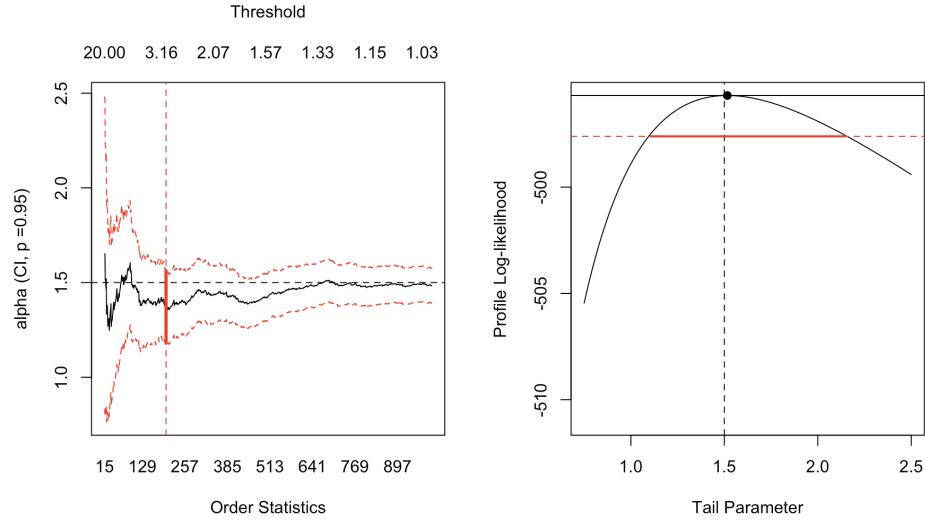 Threshold
20.00 3.16 2.07 1.57 1.33 1.15 1.03
alpha (CI, p =0.95)
2.5
2.0
1.5
1.0
15 129 257 385 513 641 769 897
Order Statistics
Profile Log-likelihood
-500
-505
-510
1.0 1.5 2.0 2.5
Tail Parameter